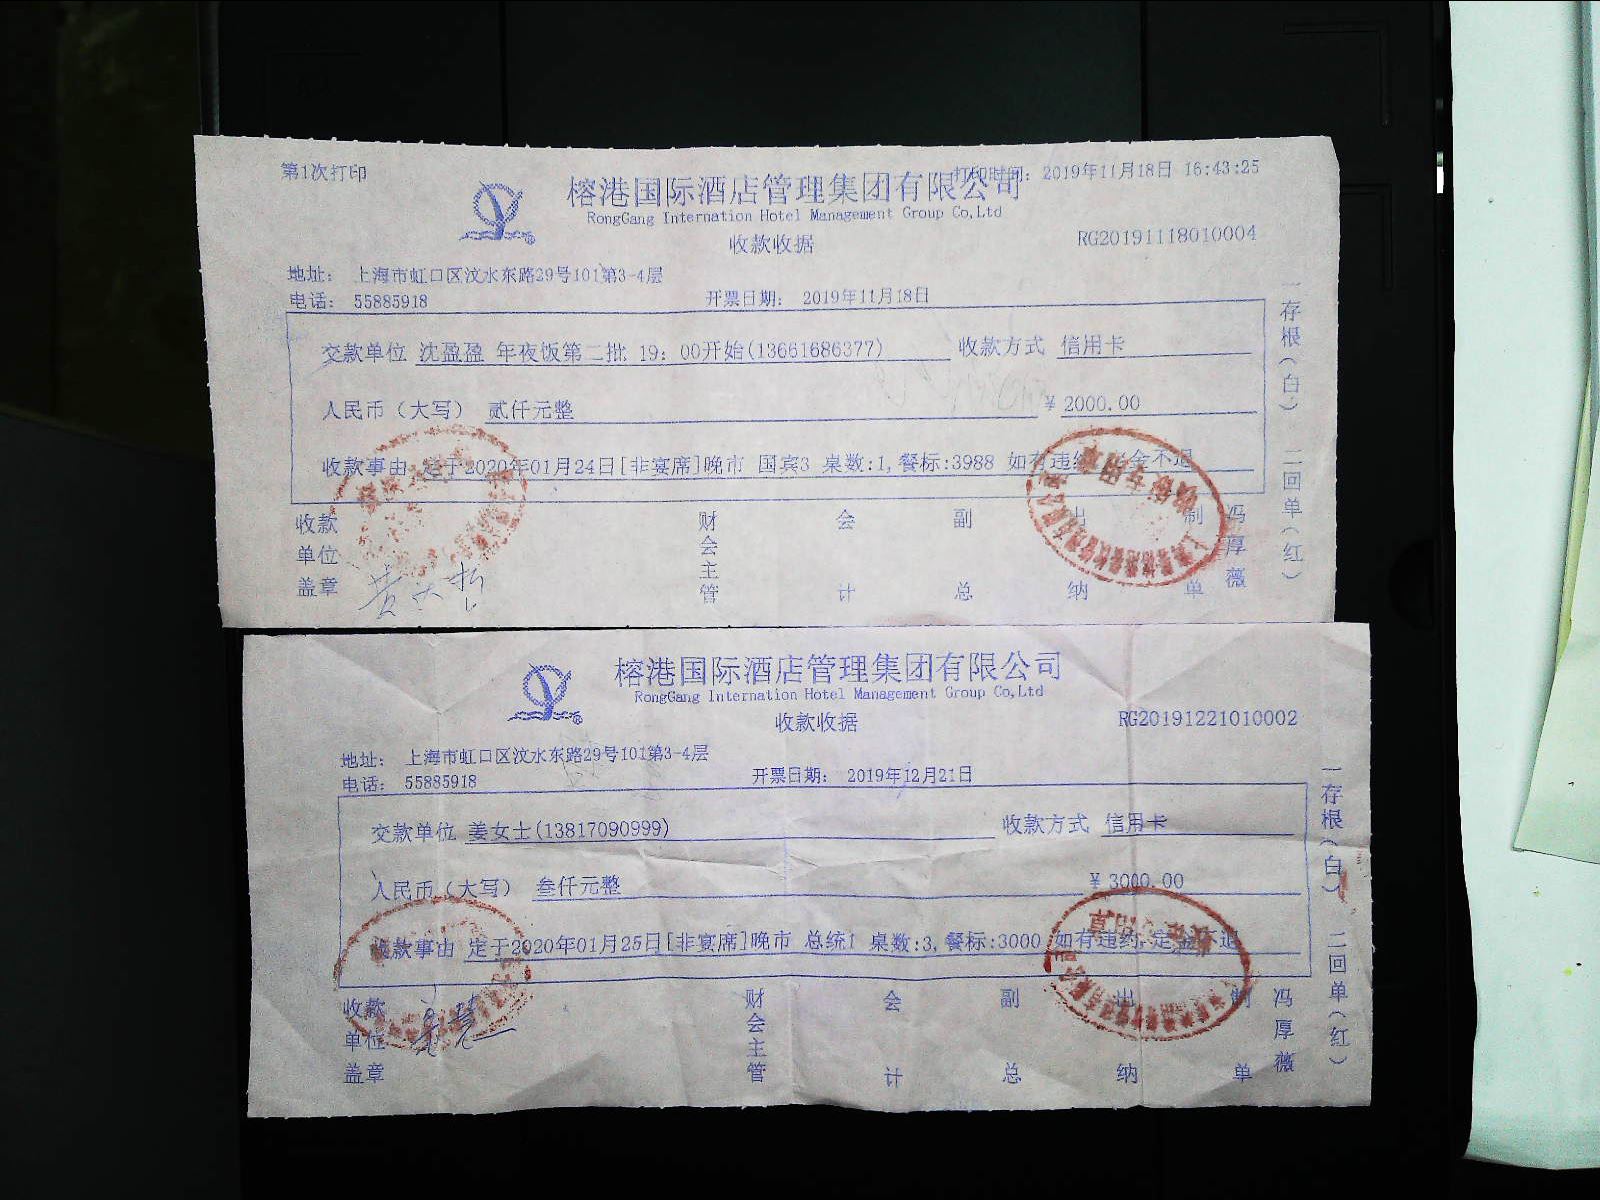 第1次打印
打印时间: 2019年11月18日 16:43:25
榕港国际酒店管理集团有限公司
RongGang Internation Hotel Management Group Co,Ltd
收款收据
RG20191118010004
地址: 上海市虹口区汶水东路29号101第3-4层
电话: 55885918 开票日期: 2019年11月18日
交款单位 沈盈盈 年夜饭第二批 19: 00开始(13661686377) 收款方式 信用卡
人民币(大写) 贰仟元整 ¥ 2000.00
收款事由 定于2020年01月24日[非宴席]晚市 国宾3 桌数:1,餐标:3988 如有违约,定金不退
收款单位盖章 财会主管 会计 副总 出纳 制单 冯厚薇
一存根(白) 二回单(红)
榕港国际酒店管理集团有限公司
RongGang Internation Hotel Management Group Co,Ltd
收款收据
RG20191221010002
地址: 上海市虹口区汶水东路29号101第3-4层
电话: 55885918 开票日期: 2019年12月21日
交款单位 姜女士(13817090999) 收款方式 信用卡
人民币(大写) 叁仟元整 ¥ 3000.00
收款事由 定于2020年01月25日[非宴席]晚市 总统1 桌数:3,餐标:3000 如有违约,定金不退
收款单位盖章 财会主管 会计 副总 出纳 制单 冯厚薇
一存根(白) 二回单(红)